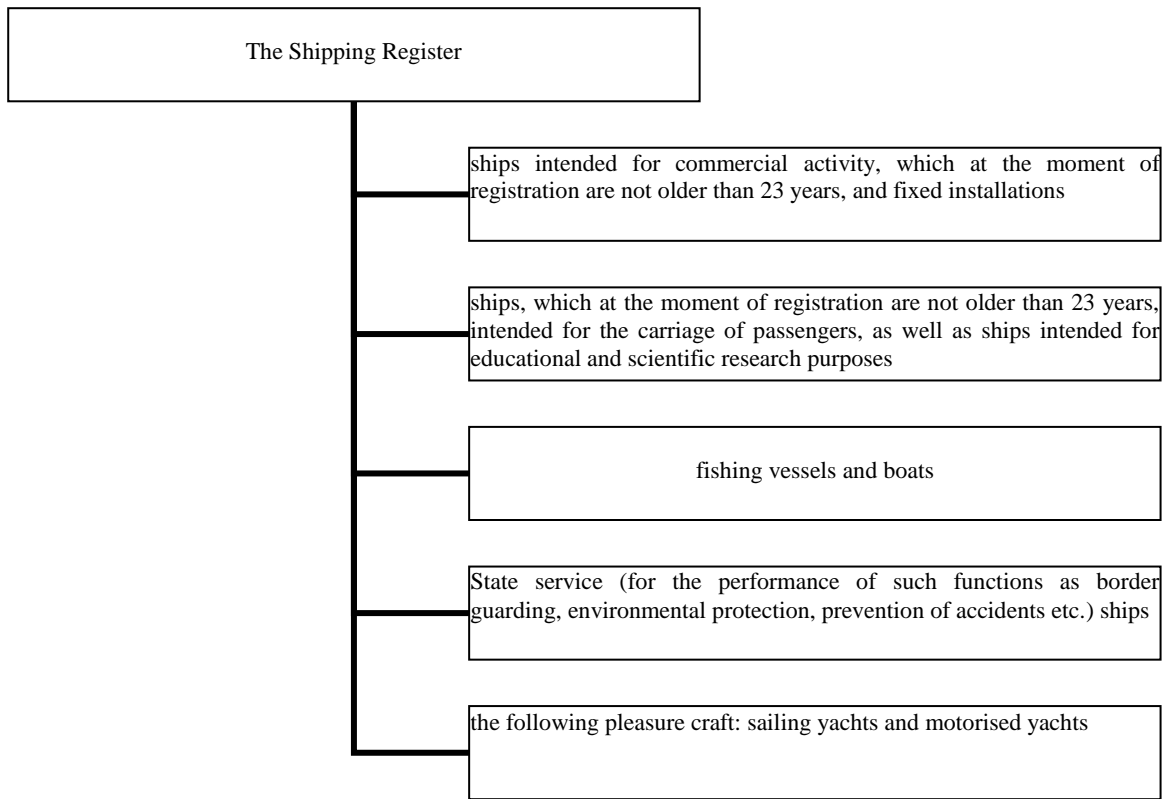 The Shipping Register
ships intended for commercial activity, which at the moment of
registration are not older than 23 years, and fixed installations
ships, which at the moment of registration are not older than 23 years,
intended for the carriage of passengers, as well as ships intended for
educational and scientific research purposes
fishing vessels and boats
State service (for the performance of such functions as border
guarding, environmental protection, prevention of accidents etc.) ships
the following pleasure craft: sailing yachts and motorised yachts